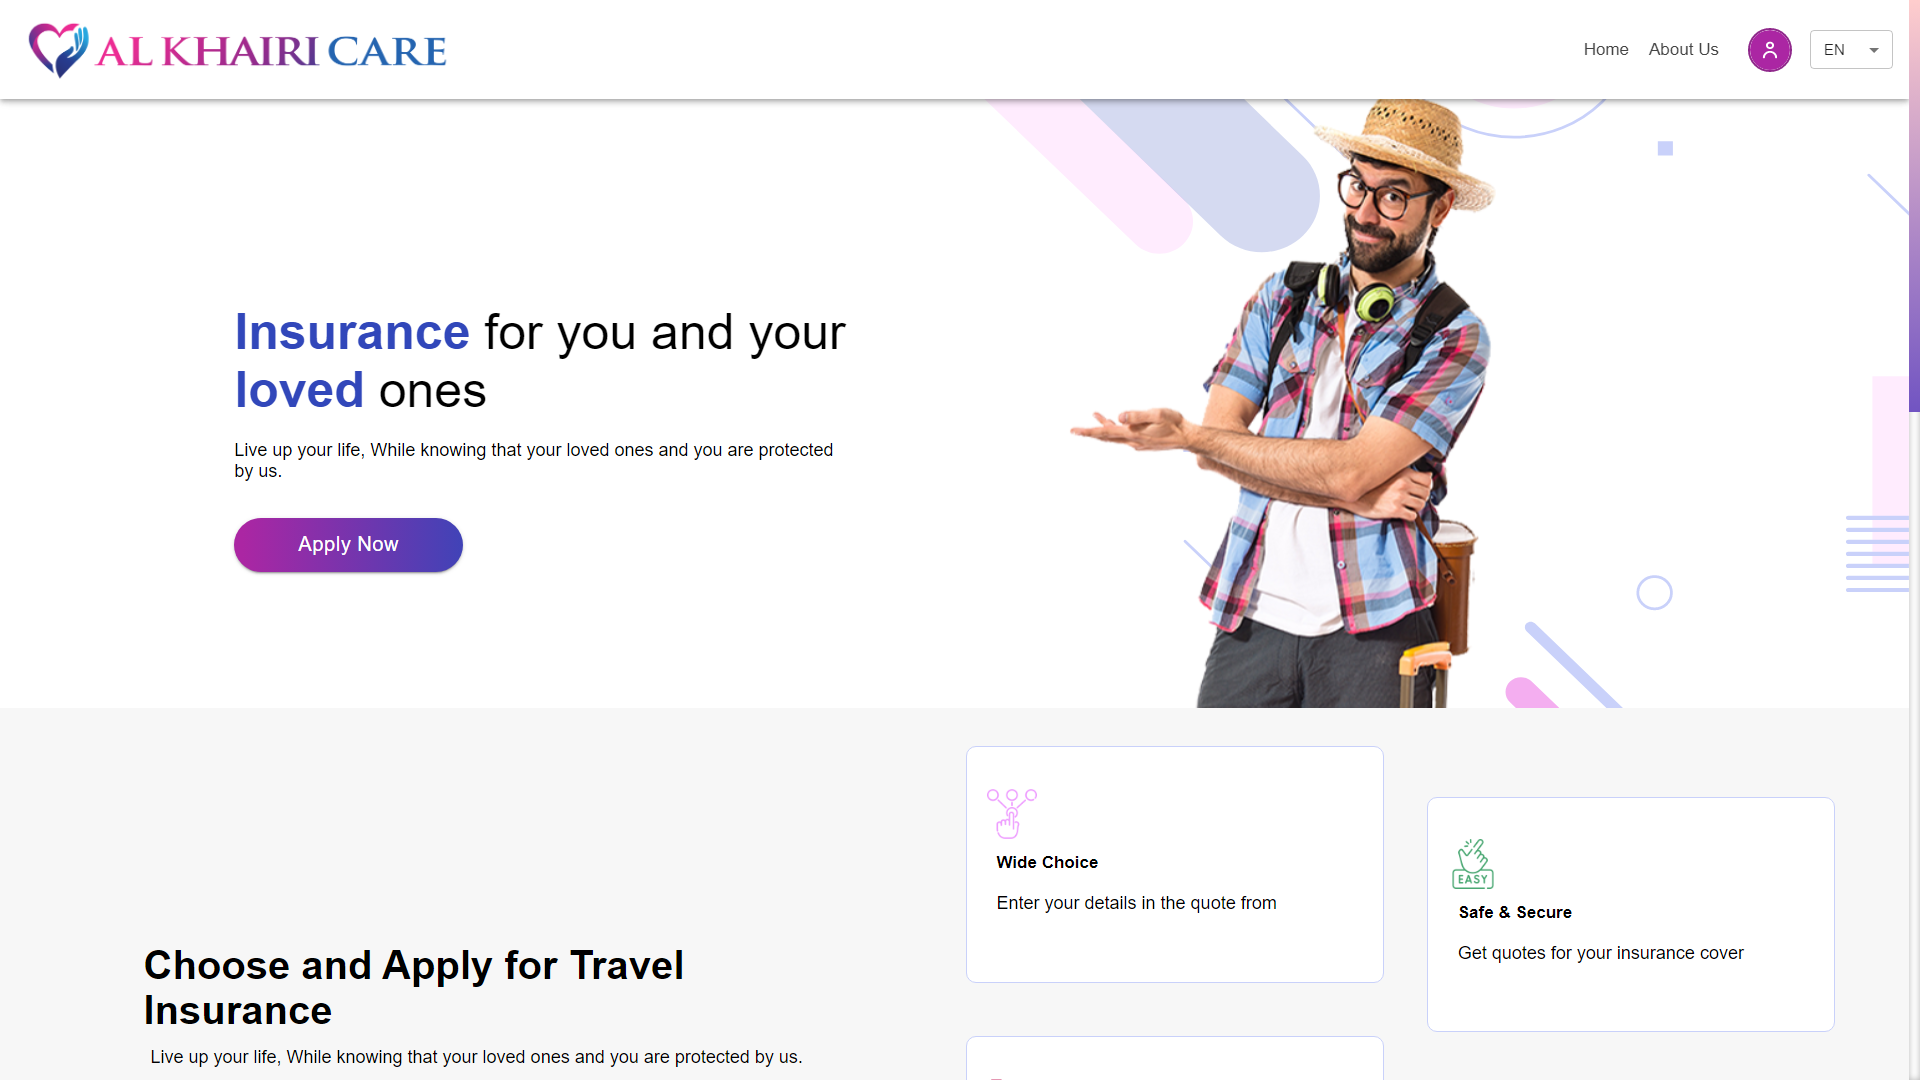 AL KHAIRI CARE
Home
About Us
EN
Insurance for you and your
loved ones
Live up your life, While knowing that your loved ones and you are protected
by us.
Apply Now
Choose and Apply for Travel
Insurance
Live up your life, While knowing that your loved ones and you are protected by us.
Wide Choice
Enter your details in the quote from
EASY
Safe & Secure
Get quotes for your insurance cover